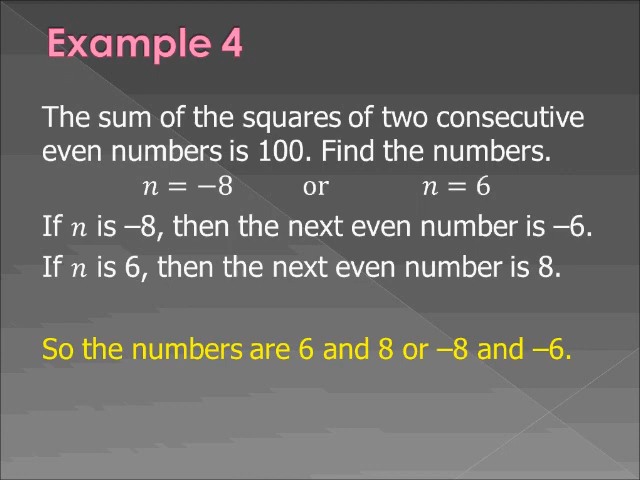 Example 4
The sum of the squares of two consecutive
even numbers is 100. Find the numbers.
n = −8 or n = 6
If n is –8, then the next even number is –6.
If n is 6, then the next even number is 8.
So the numbers are 6 and 8 or –8 and –6.